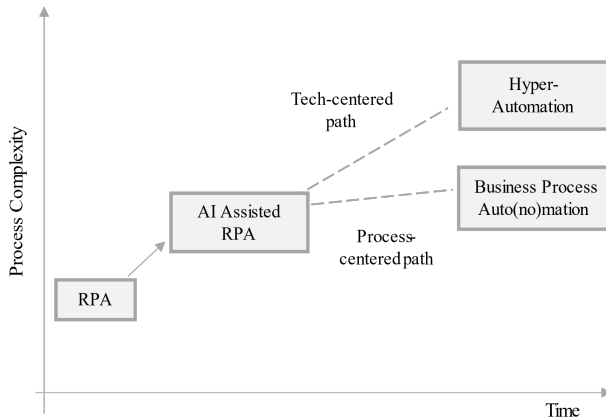 Process Complexity
Hyper-
Automation
Tech-centered
path
Business Process
Auto(no)mation
AI Assisted
RPA
Process-
centered path
RPA
Time